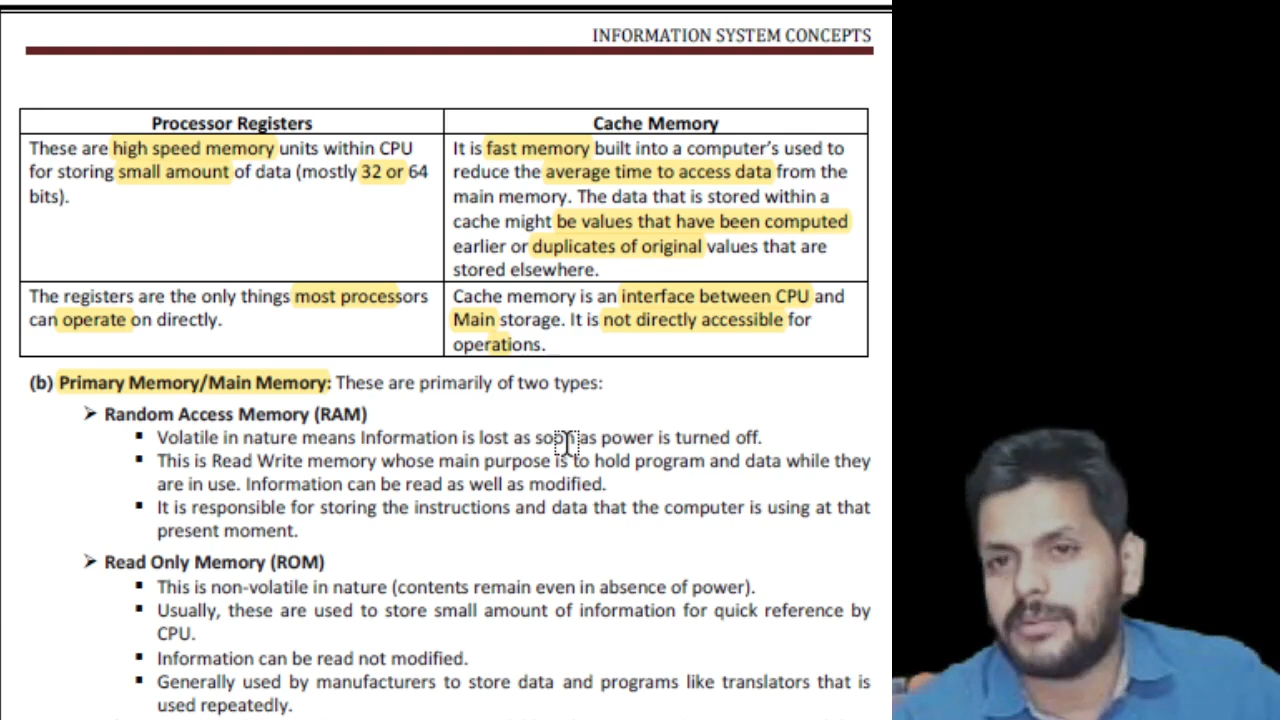 INFORMATION SYSTEM CONCEPTS
Processor Registers
Cache Memory
These are high speed memory units within CPU
for storing small amount of data (mostly 32 or 64
bits).
It is fast memory built into a computer’s used to
reduce the average time to access data from the
main memory. The data that is stored within a
cache might be values that have been computed
earlier or duplicates of original values that are
stored elsewhere.
The registers are the only things most processors
can operate on directly.
Cache memory is an interface between CPU and
Main storage. It is not directly accessible for
operations.
(b) Primary Memory/Main Memory: These are primarily of two types:
➢ Random Access Memory (RAM)
▪ Volatile in nature means Information is lost as soon as power is turned off.
▪ This is Read Write memory whose main purpose is to hold program and data while they
are in use. Information can be read as well as modified.
▪ It is responsible for storing the instructions and data that the computer is using at that
present moment.
➢ Read Only Memory (ROM)
▪ This is non-volatile in nature (contents remain even in absence of power).
▪ Usually, these are used to store small amount of information for quick reference by
CPU.
▪ Information can be read not modified.
▪ Generally used by manufacturers to store data and programs like translators that is
used repeatedly.